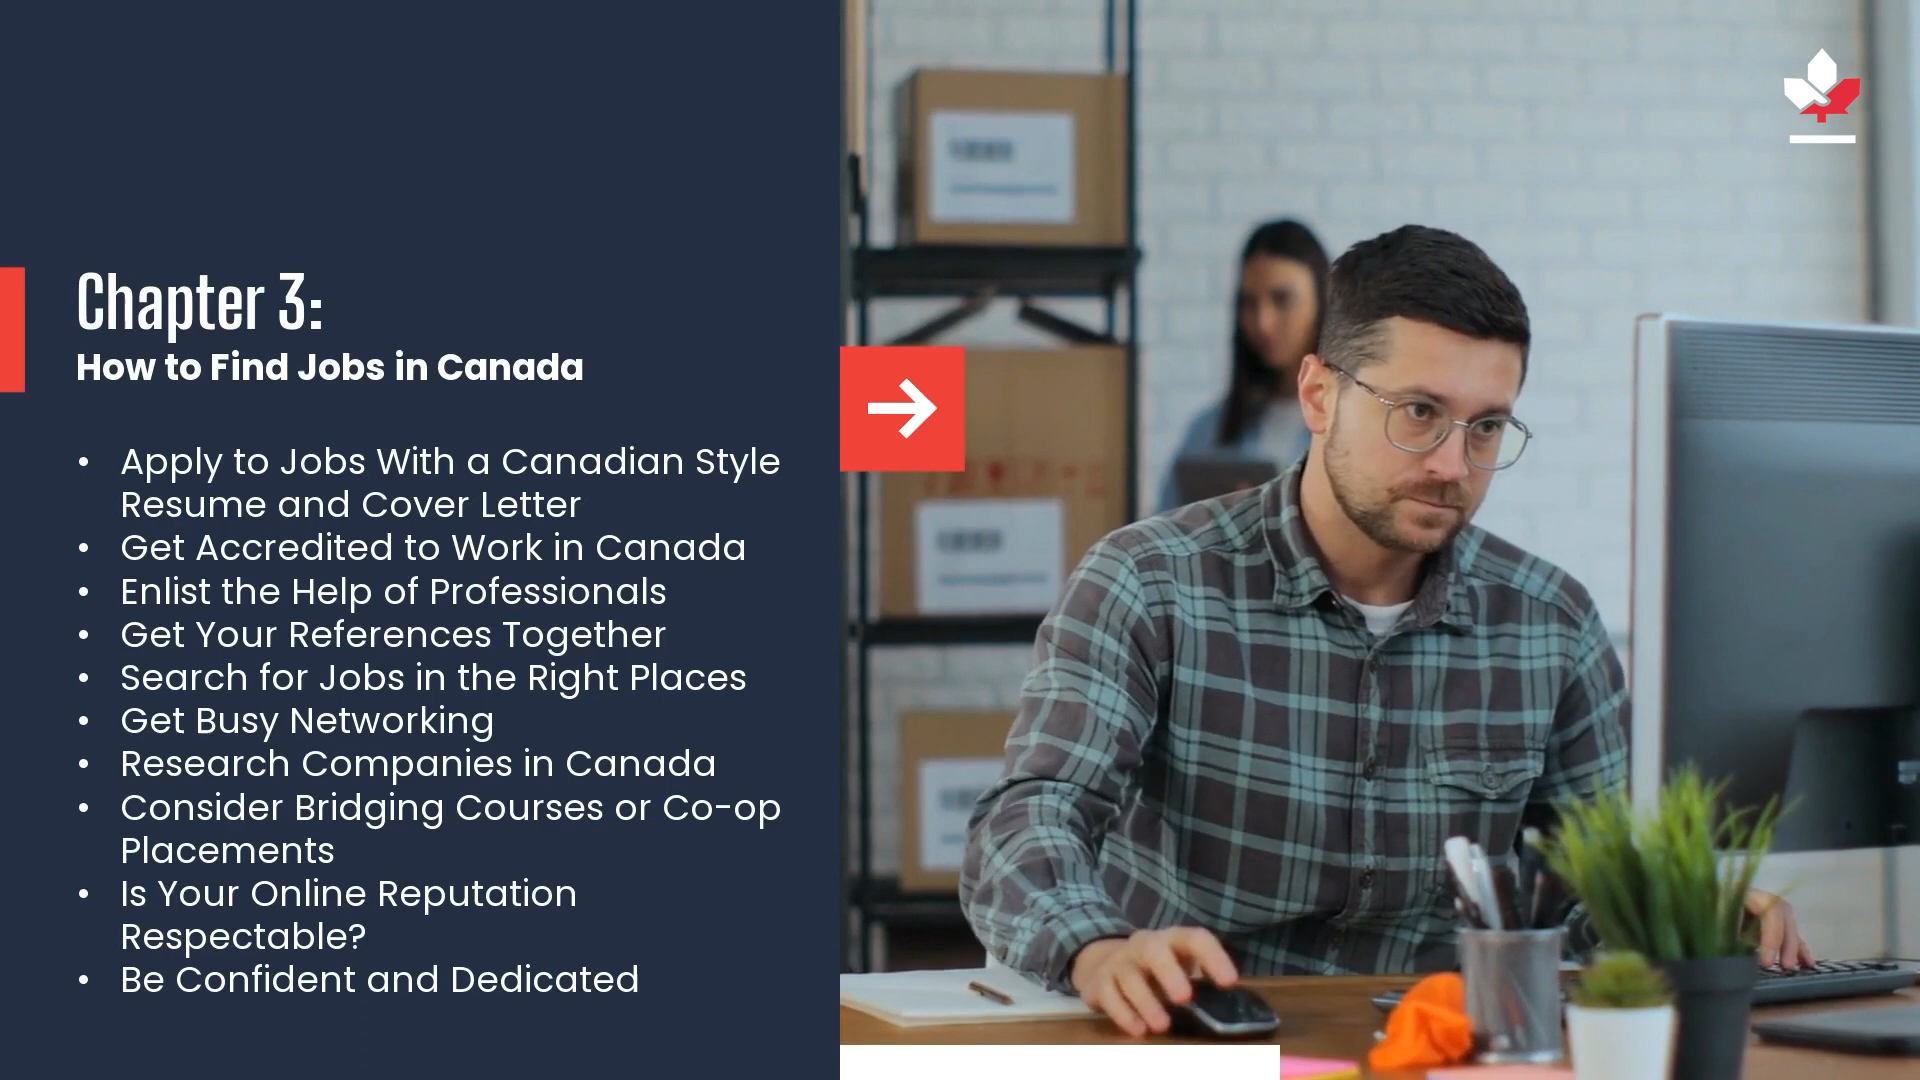 Chapter 3:
How to Find Jobs in Canada
• Apply to Jobs With a Canadian Style
Resume and Cover Letter
• Get Accredited to Work in Canada
• Enlist the Help of Professionals
• Get Your References Together
• Search for Jobs in the Right Places
• Get Busy Networking
• Research Companies in Canada
• Consider Bridging Courses or Co-op
Placements
• Is Your Online Reputation
Respectable?
• Be Confident and Dedicated